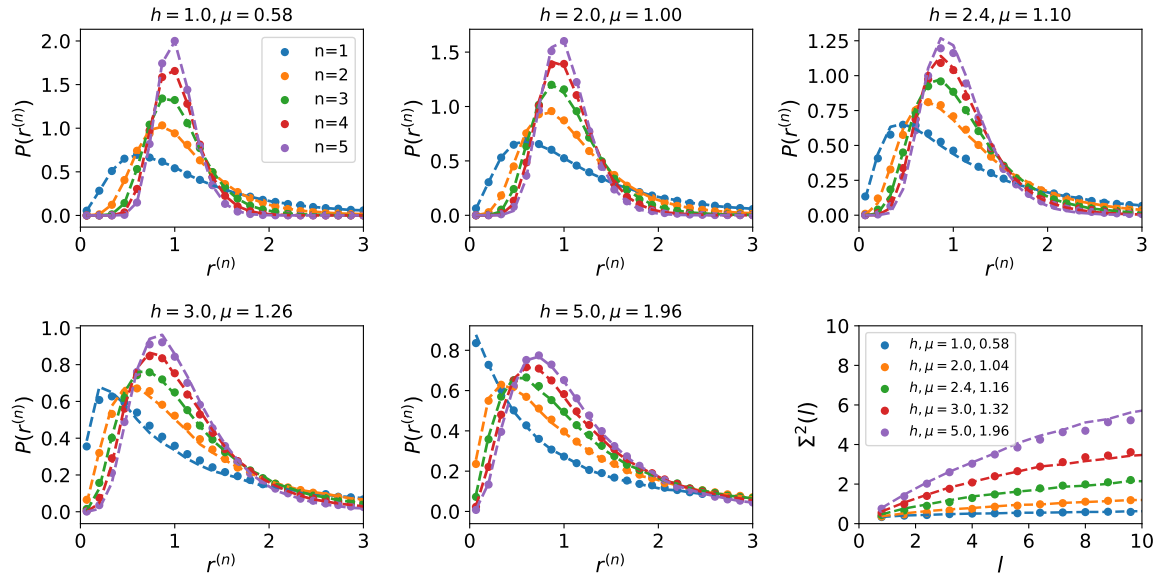 h = 1.0, μ = 0.58
P(r⁽ⁿ⁾)
2.0
1.5
1.0
0.5
0.0
n=1
n=2
n=3
n=4
n=5
0 1 2 3
r⁽ⁿ⁾
h = 2.0, μ = 1.00
P(r⁽ⁿ⁾)
1.5
1.0
0.5
0.0
0 1 2 3
r⁽ⁿ⁾
h = 2.4, μ = 1.10
P(r⁽ⁿ⁾)
1.25
1.00
0.75
0.50
0.25
0.00
0 1 2 3
r⁽ⁿ⁾
h = 3.0, μ = 1.26
P(r⁽ⁿ⁾)
1.0
0.8
0.6
0.4
0.2
0.0
0 1 2 3
r⁽ⁿ⁾
h = 5.0, μ = 1.96
P(r⁽ⁿ⁾)
0.8
0.6
0.4
0.2
0.0
0 1 2 3
r⁽ⁿ⁾
Σ²(l)
10
8
6
4
2
0
h, μ = 1.0, 0.58
h, μ = 2.0, 1.04
h, μ = 2.4, 1.16
h, μ = 3.0, 1.32
h, μ = 5.0, 1.96
0 2 4 6 8 10
l